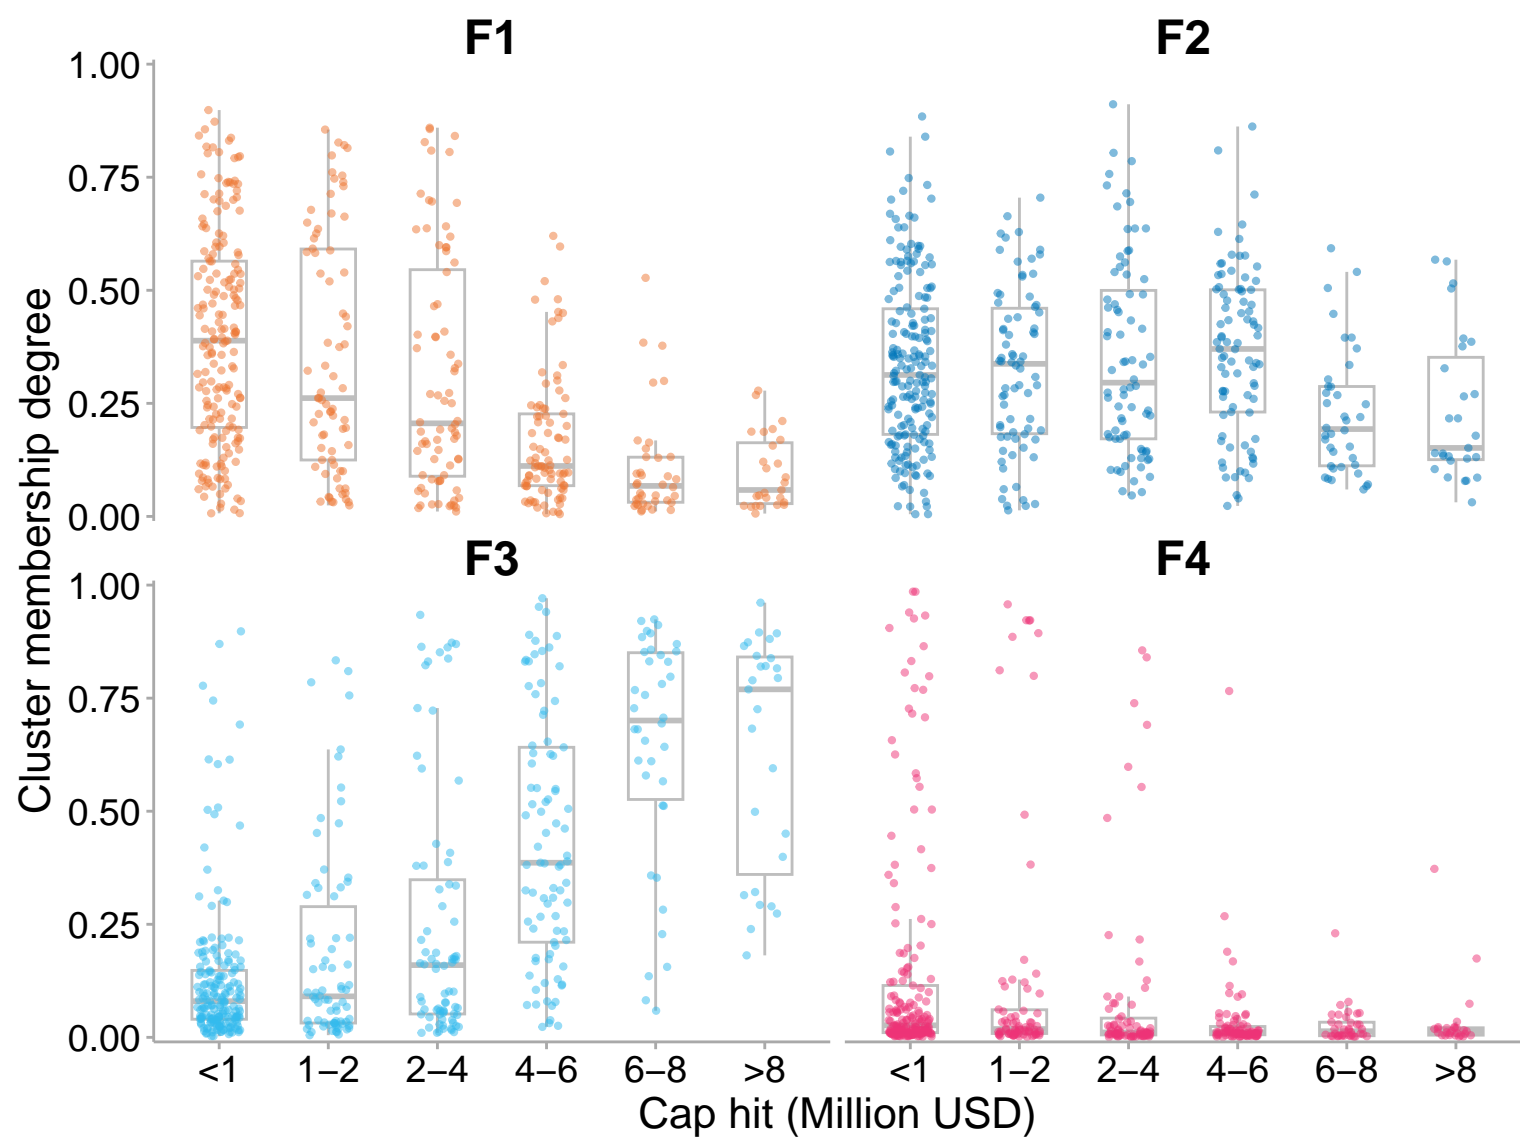 F1
F2
1.00
0.75
0.50
0.25
0.00
F3
F4
1.00
0.75
0.50
0.25
0.00
Cluster membership degree
<1 1–2 2–4 4–6 6–8 >8
<1 1–2 2–4 4–6 6–8 >8
Cap hit (Million USD)